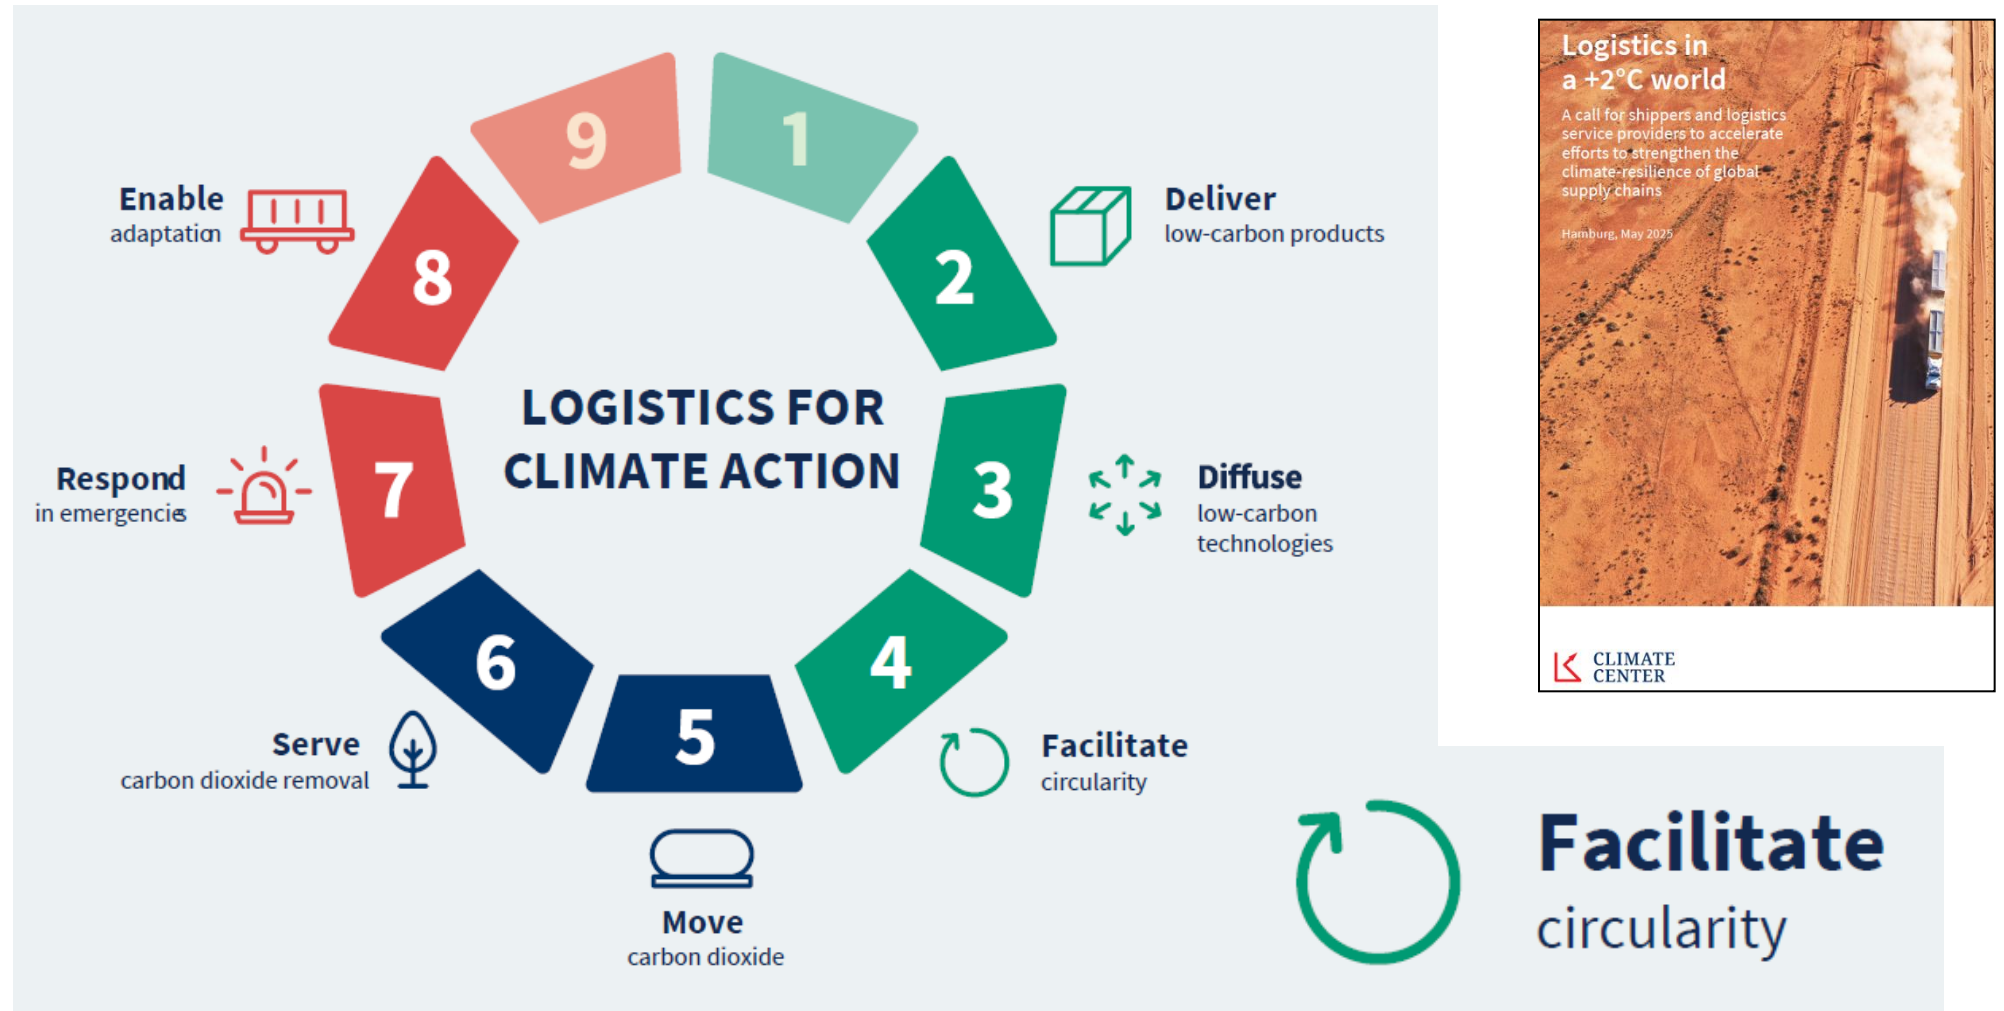 9
1
Enable
adaptation
8
2
Deliver
low-carbon products
LOGISTICS FOR
CLIMATE ACTION
Respond
in emergencies
7
3
Diffuse
low-carbon
technologies
6
4
5
Serve
carbon dioxide removal
Facilitate
circularity
Move
carbon dioxide
Logistics in
a +2°C world
A call for shippers and logistics
service providers to accelerate
efforts to strengthen the
climate-resilience of global
supply chains
Hamburg, May 2025
CLIMATE
CENTER
Facilitate
circularity